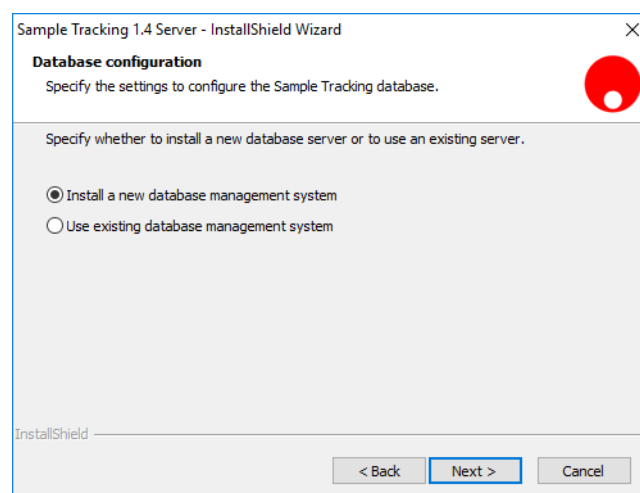 Sample Tracking 1.4 Server - InstallShield Wizard
Database configuration
Specify the settings to configure the Sample Tracking database.
Specify whether to install a new database server or to use an existing server.
Install a new database management system
Use existing database management system
InstallShield
< Back Next > Cancel